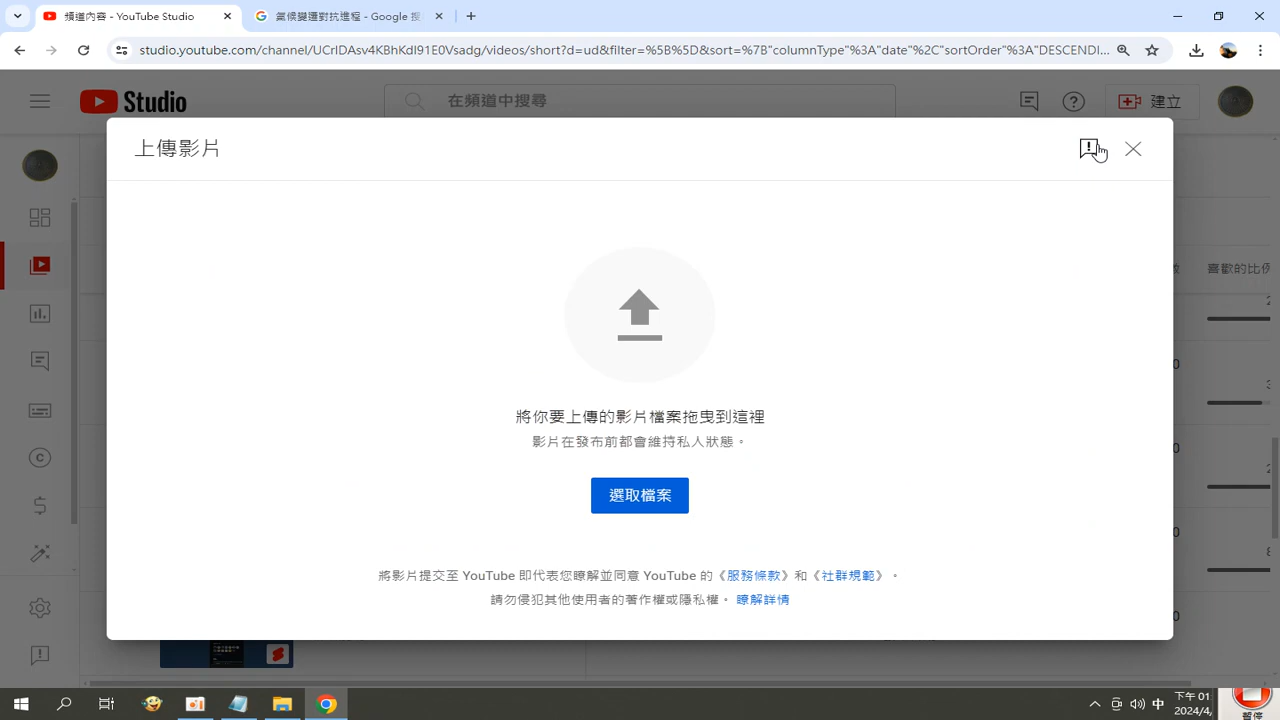 頻道內容 - YouTube Studio
氣候變遷對抗進程 - Google 搜
studio.youtube.com/channel/UCrIDAsv4KBhKdI91E0Vsadg/videos/short?d=ud&filter=%5B%5D&sort=%7B"columnType"%3A"date"%2C"sortOrder"%3A"DESCENDI...
Studio
在頻道中搜尋
建立
上傳影片
喜歡的比例
將你要上傳的影片檔案拖曳到這裡
影片在發布前都會維持私人狀態。
選取檔案
將影片提交至 YouTube 即代表您瞭解並同意 YouTube 的《服務條款》和《社群規範》。
請勿侵犯其他使用者的著作權或隱私權。 瞭解詳情
中
下午 01
2024/4/
暫停